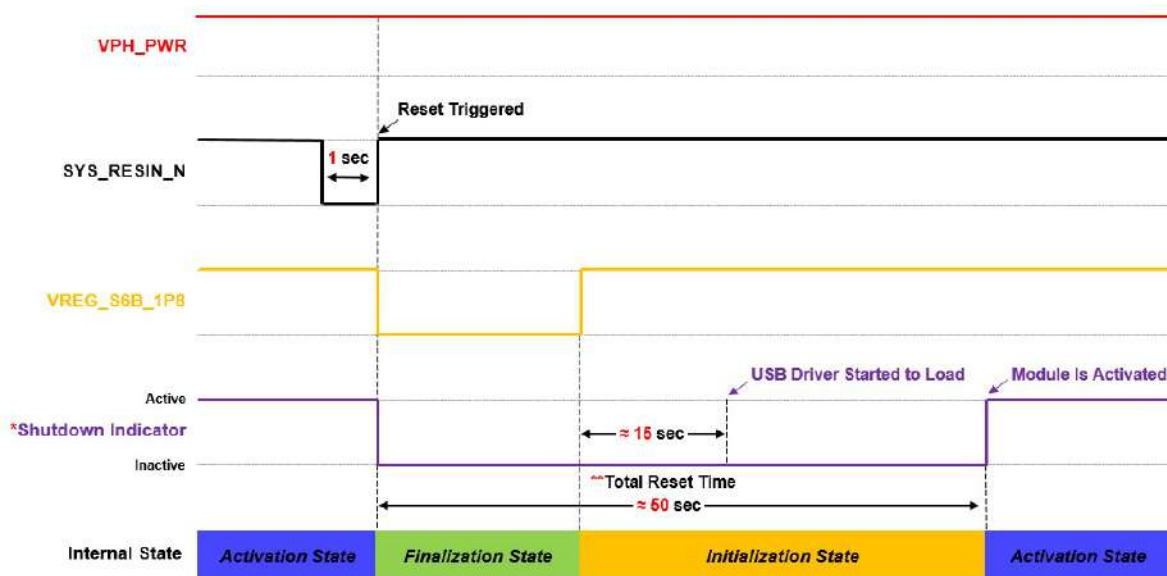 VPH_PWR
Reset Triggered
1 sec
SYS_RESIN_N
VREG_S6B_1P8
USB Driver Started to Load
Module Is Activated
Active
≈ 15 sec
*Shutdown Indicator
Inactive
**Total Reset Time
≈ 50 sec
Internal State
Activation State
Finalization State
Initialization State
Activation State